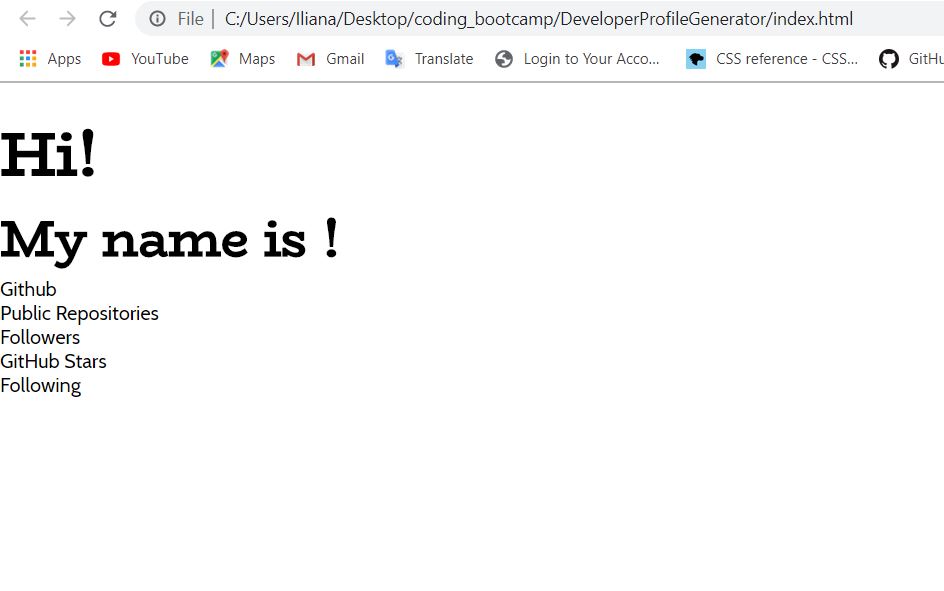 File | C:/Users/Iliana/Desktop/coding_bootcamp/DeveloperProfileGenerator/index.html
Apps YouTube Maps Gmail Translate Login to Your Acco... CSS reference - CSS... GitHu
Hi!
My name is !
Github
Public Repositories
Followers
GitHub Stars
Following